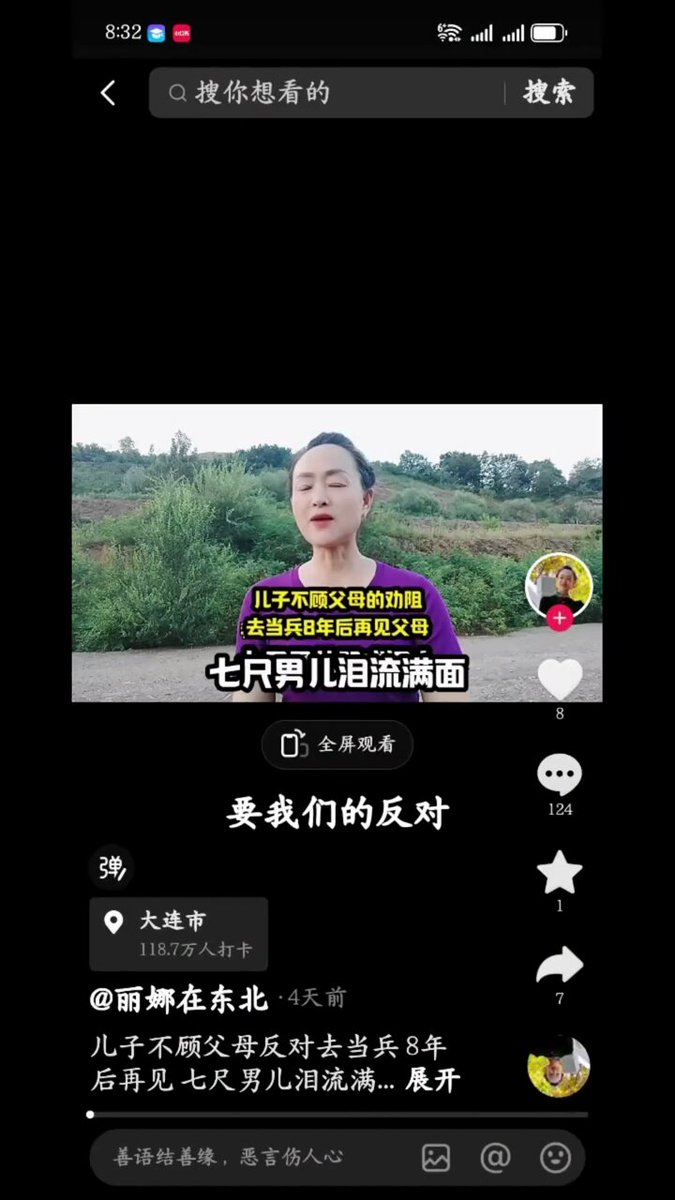 8:32
搜你想看的
搜索
儿子不顾父母的劝阻
去当兵8年后再见父母
七尺男儿泪流满面
8
全屏观看
124
要我们的反对
弹
1
大连市
118.7万人打卡
@丽娜在东北 · 4天前
7
儿子不顾父母反对去当兵 8年
后再见 七尺男儿泪流满... 展开
善语结善缘，恶言伤人心